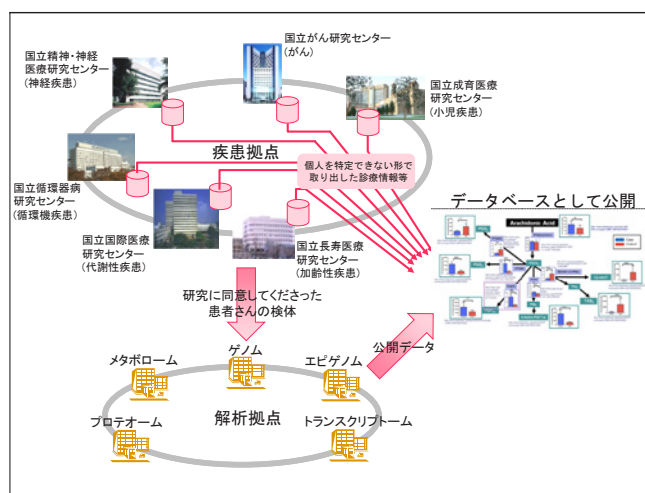 国立精神・神経
医療研究センター
(神経疾患)
国立がん研究センター
(がん)
国立成育医療
研究センター
(小児疾患)
疾患拠点
個人を特定できない形で
取り出した診療情報等
国立循環器病
研究センター
(循環機疾患)
国立国際医療
研究センター
(代謝性疾患)
国立長寿医療
研究センター
(加齢性疾患)
データベースとして公開
Arachidonic Acid
研究に同意してくださった
患者さんの検体
公開データ
メタボローム
ゲノム
エピゲノム
プロテオーム
解析拠点
トランスクリプトーム